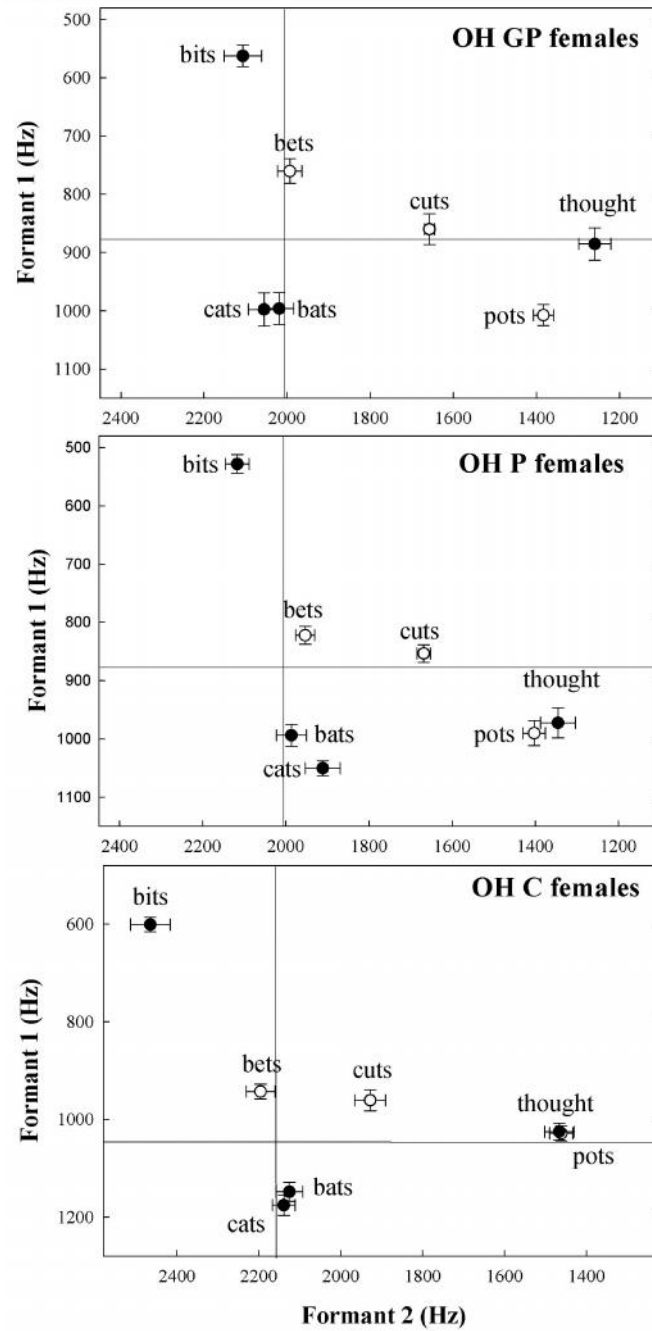 OH GP females
500
600
700
800
900
1000
1100
Formant 1 (Hz)
bits
bets
cuts
thought
cats
bats
pots
2400 2200 2000 1800 1600 1400 1200
OH P females
500
600
700
800
900
1000
1100
Formant 1 (Hz)
bits
bets
cuts
thought
bats
pots
cats
2400 2200 2000 1800 1600 1400 1200
OH C females
600
800
1000
1200
Formant 1 (Hz)
bits
bets
cuts
thought
pots
bats
cats
2400 2200 2000 1800 1600 1400
Formant 2 (Hz)